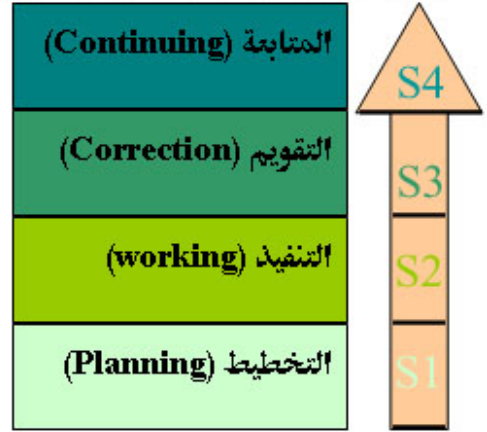 المتابعة (Continuing)
S4
التقويم (Correction)
S3
التنفيذ (working)
S2
التخطيط (Planning)
S1